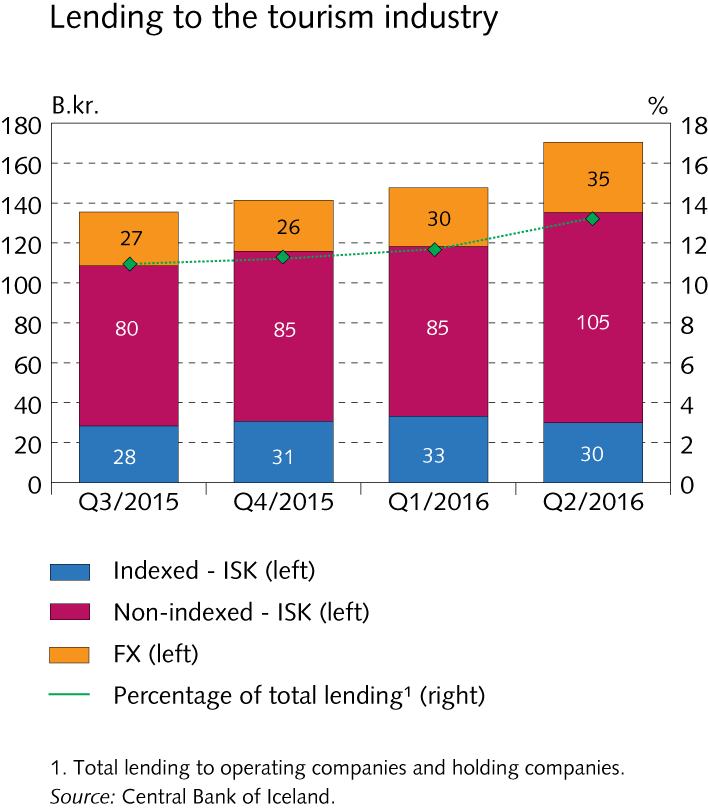 Lending to the tourism industry
B.kr. %
180 18
160 16
140 14
120 12
100 10
80 8
60 6
40 4
20 2
0 0
27 26 30 35
80 85 85 105
28 31 33 30
Q3/2015 Q4/2015 Q1/2016 Q2/2016
Indexed - ISK (left)
Non-indexed - ISK (left)
FX (left)
Percentage of total lending¹ (right)
1. Total lending to operating companies and holding companies.
Source: Central Bank of Iceland.